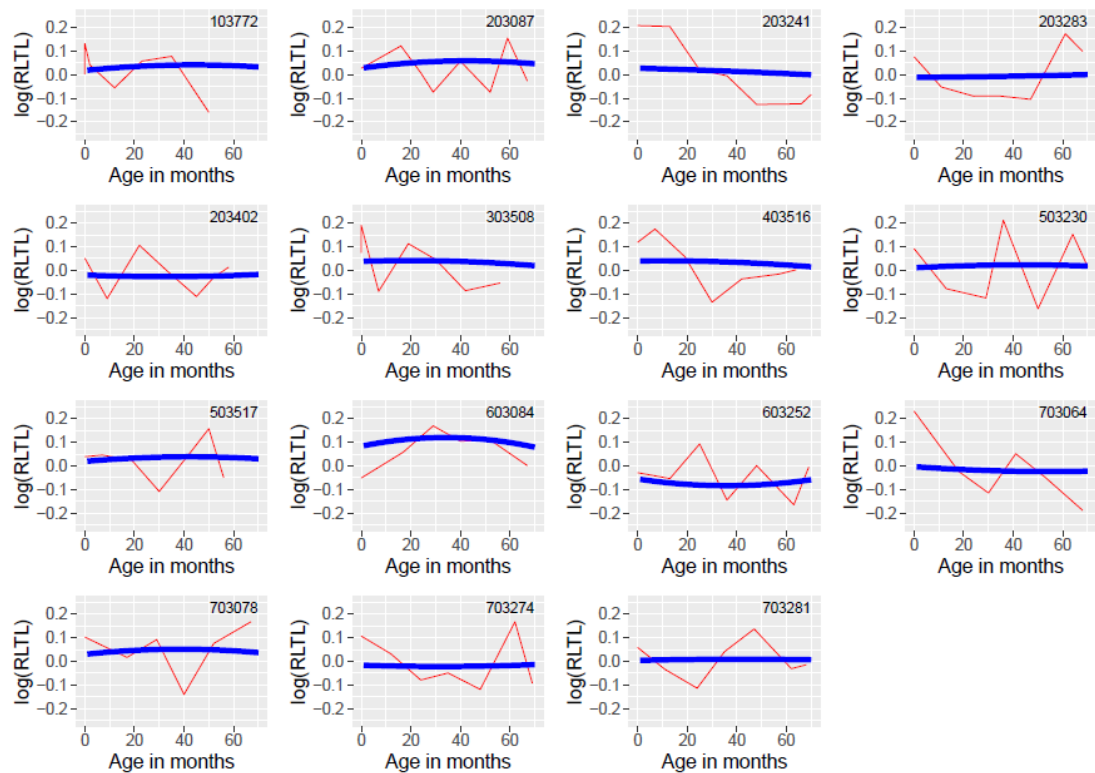 103772
203087
203241
203283
log(RLTL)
0.2
0.1
0.0
−0.1
−0.2
log(RLTL)
0.2
0.1
0.0
−0.1
−0.2
log(RLTL)
0.2
0.1
0.0
−0.1
−0.2
log(RLTL)
0.2
0.1
0.0
−0.1
−0.2
0 20 40 60
0 20 40 60
0 20 40 60
0 20 40 60
Age in months
Age in months
Age in months
Age in months
203402
303508
403516
503230
log(RLTL)
0.2
0.1
0.0
−0.1
−0.2
log(RLTL)
0.2
0.1
0.0
−0.1
−0.2
log(RLTL)
0.2
0.1
0.0
−0.1
−0.2
log(RLTL)
0.2
0.1
0.0
−0.1
−0.2
0 20 40 60
0 20 40 60
0 20 40 60
0 20 40 60
Age in months
Age in months
Age in months
Age in months
503517
603084
603252
703064
log(RLTL)
0.2
0.1
0.0
−0.1
−0.2
log(RLTL)
0.2
0.1
0.0
−0.1
−0.2
log(RLTL)
0.2
0.1
0.0
−0.1
−0.2
log(RLTL)
0.2
0.1
0.0
−0.1
−0.2
0 20 40 60
0 20 40 60
0 20 40 60
0 20 40 60
Age in months
Age in months
Age in months
Age in months
703078
703274
703281
log(RLTL)
0.2
0.1
0.0
−0.1
−0.2
log(RLTL)
0.2
0.1
0.0
−0.1
−0.2
log(RLTL)
0.2
0.1
0.0
−0.1
−0.2
0 20 40 60
0 20 40 60
0 20 40 60
Age in months
Age in months
Age in months